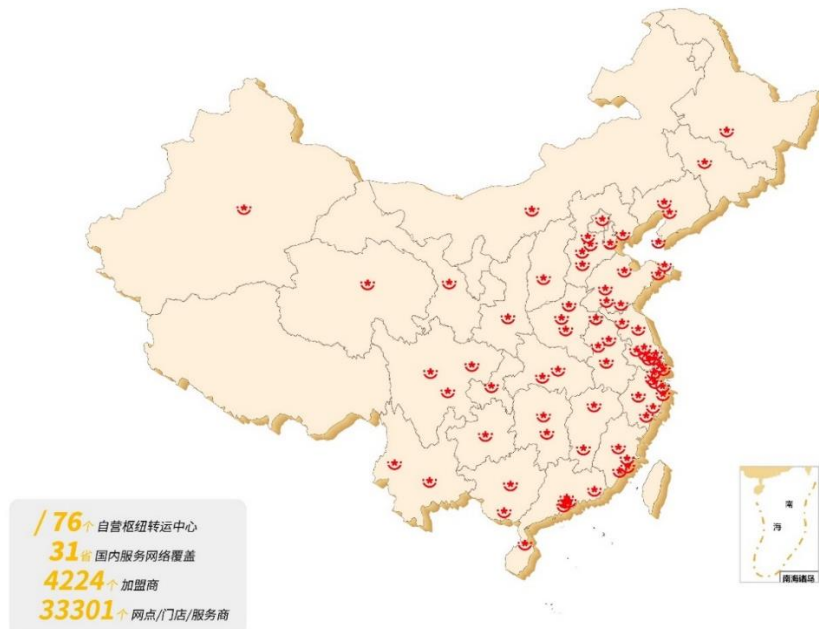 南
海
南海诸岛
/ 76个 自营枢纽转运中心
31省 国内服务网络覆盖
4224个 加盟商
33301个 网点/门店/服务商